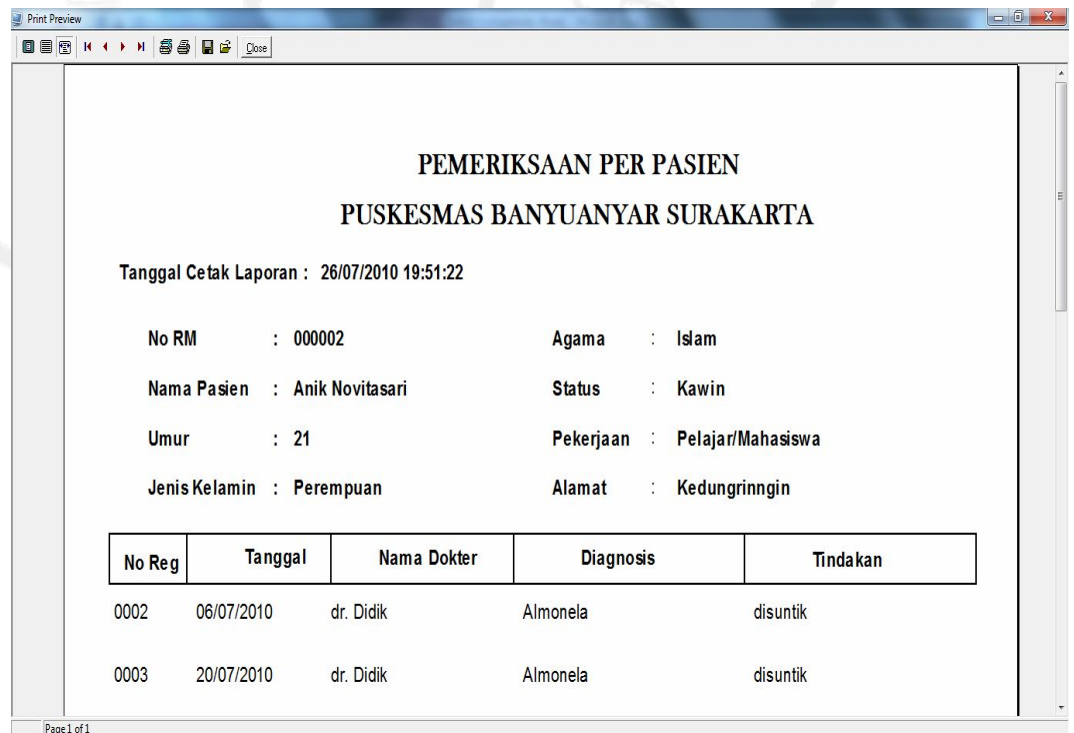 Print Preview
Close
PEMERIKSAAN PER PASIEN
PUSKESMAS BANYUANYAR SURAKARTA
Tanggal Cetak Laporan : 26/07/2010 19:51:22
No RM : 000002 Agama : Islam
Nama Pasien : Anik Novitasari Status : Kawin
Umur : 21 Pekerjaan : Pelajar/Mahasiswa
Jenis Kelamin : Perempuan Alamat : Kedungrinngin
No Reg Tanggal Nama Dokter Diagnosis Tindakan
0002 06/07/2010 dr. Didik Almonela disuntik
0003 20/07/2010 dr. Didik Almonela disuntik
Page 1 of 1